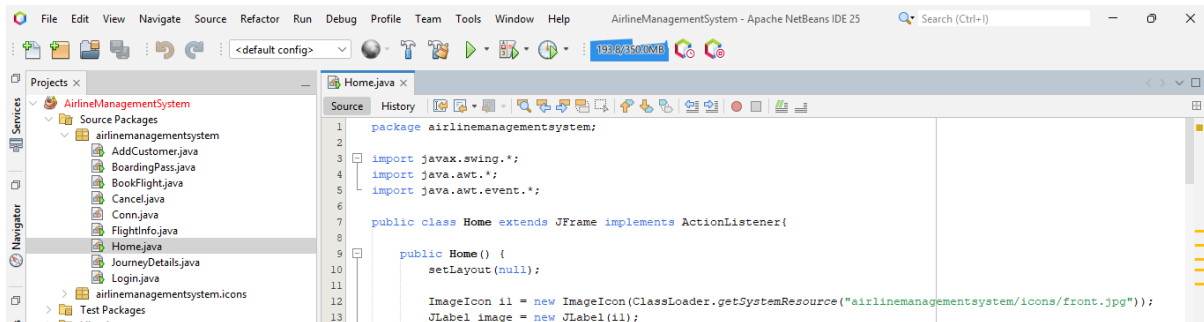 File Edit View Navigate Source Refactor Run Debug Profile Team Tools Window Help AirlineManagementSystem - Apache NetBeans IDE 25 Search (Ctrl+I)
<default config> 193.8/350.0MB
Projects Home.java
Services
Navigator
AirlineManagementSystem
Source Packages
airlinemanagementsystem
AddCustomer.java
BoardingPass.java
BookFlight.java
Cancel.java
Conn.java
FlightInfo.java
Home.java
JourneyDetails.java
Login.java
airlinemanagementsystem.icons
Test Packages
Source History
1 package airlinemanagementsystem;
2
3 import javax.swing.*;
4 import java.awt.*;
5 import java.awt.event.*;
6
7 public class Home extends JFrame implements ActionListener{
8
9 public Home() {
10 setLayout(null);
11
12 ImageIcon i1 = new ImageIcon(ClassLoader.getSystemResource("airlinemanagementsystem/icons/front.jpg"));
13 JLabel image = new JLabel(i1);